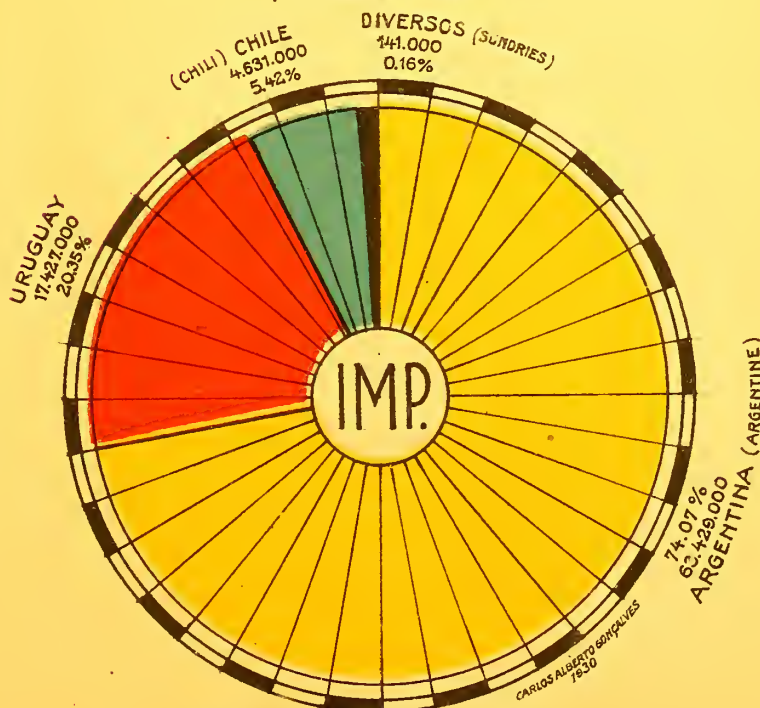 DIVERSOS (SUNDRIES)
141.000
0.16%
(CHILI) CHILE
4.631.000
5.42%
URUGUAY
17.427.000
20.35%
IMP.
74.07 %
63.429.000
ARGENTINA (ARGENTINE)
CARLOS ALBERTO GONÇALVES
1930